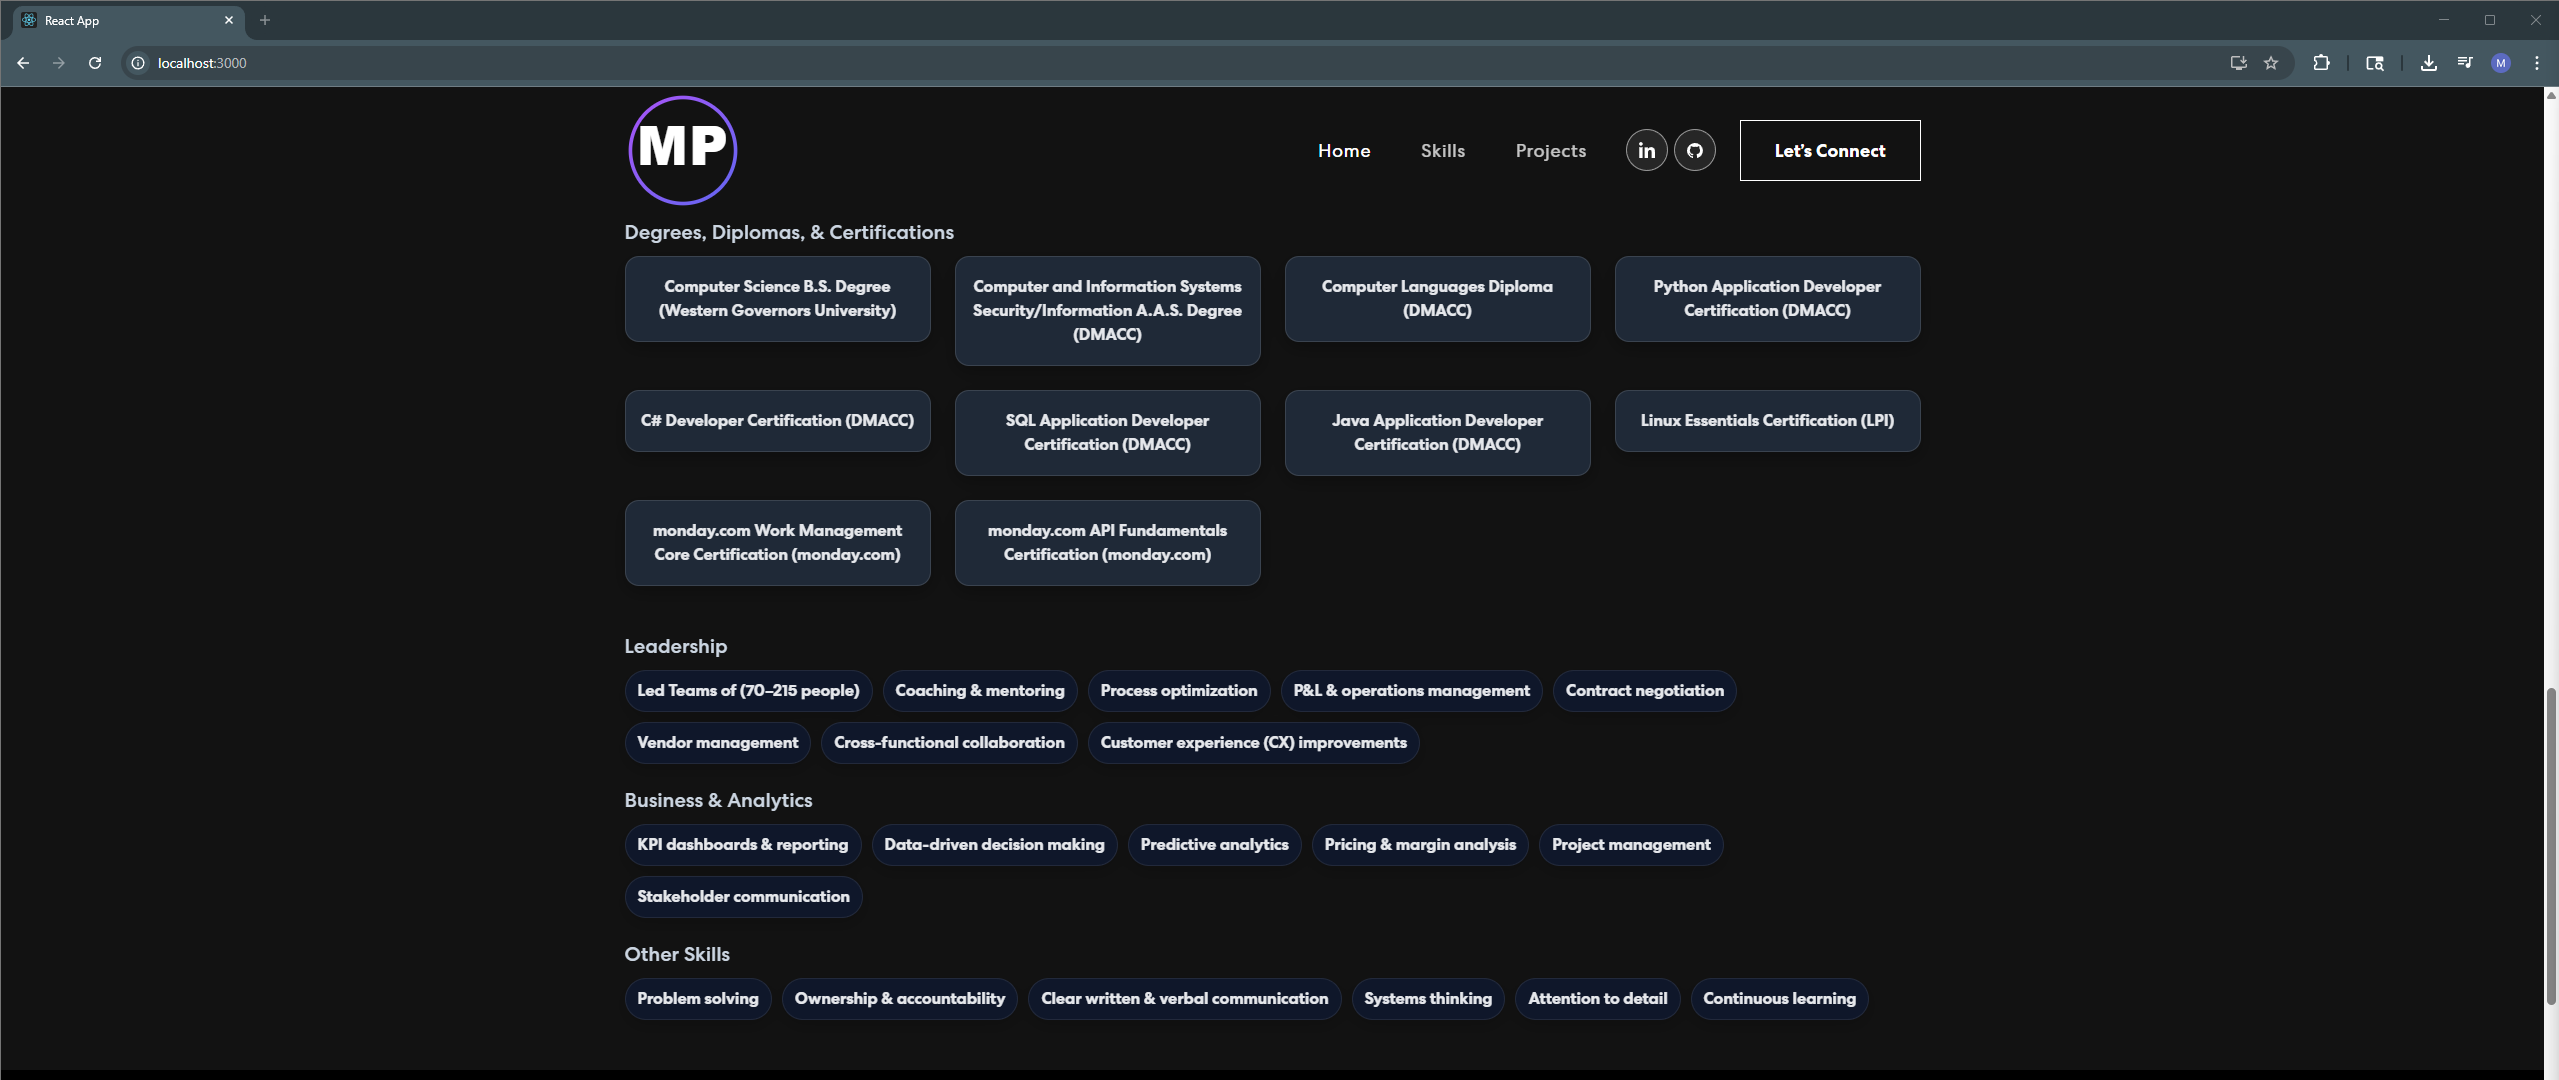 React App
localhost:3000
M
MP
Home
Skills
Projects
in
Let's Connect
Degrees, Diplomas, & Certifications
Computer Science B.S. Degree
(Western Governors University)
Computer and Information Systems
Security/Information A.A.S. Degree
(DMACC)
Computer Languages Diploma
(DMACC)
Python Application Developer
Certification (DMACC)
C# Developer Certification (DMACC)
SQL Application Developer
Certification (DMACC)
Java Application Developer
Certification (DMACC)
Linux Essentials Certification (LPI)
monday.com Work Management
Core Certification (monday.com)
monday.com API Fundamentals
Certification (monday.com)
Leadership
Led Teams of (70–215 people)
Coaching & mentoring
Process optimization
P&L & operations management
Contract negotiation
Vendor management
Cross-functional collaboration
Customer experience (CX) improvements
Business & Analytics
KPI dashboards & reporting
Data-driven decision making
Predictive analytics
Pricing & margin analysis
Project management
Stakeholder communication
Other Skills
Problem solving
Ownership & accountability
Clear written & verbal communication
Systems thinking
Attention to detail
Continuous learning